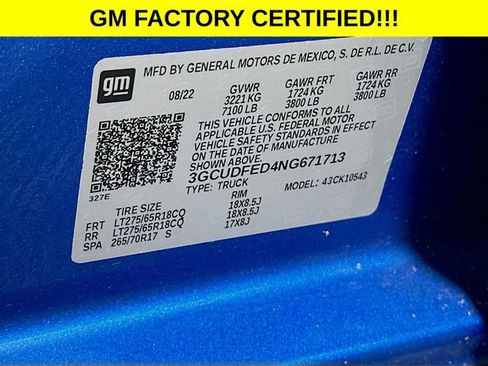 GM FACTORY CERTIFIED!!!
gm
MFD BY GENERAL MOTORS DE MEXICO, S. DE R.L. DE C.V.
08/22 GVWR GAWR FRT GAWR RR
3221 KG 1724 KG 1724 KG
7100 LB 3800 LB 3800 LB
THIS VEHICLE CONFORMS TO ALL
APPLICABLE U.S. FEDERAL MOTOR
VEHICLE SAFETY STANDARDS IN EFFECT
ON THE DATE OF MANUFACTURE
SHOWN ABOVE.
3GCUDFED4NG671713
TYPE: TRUCK MODEL: 43CK10543
327E
TIRE SIZE RIM
FRT LT275/65R18CQ 18X8.5J
RR LT275/65R18CQ 18X8.5J
SPA 265/70R17 S 17X8J